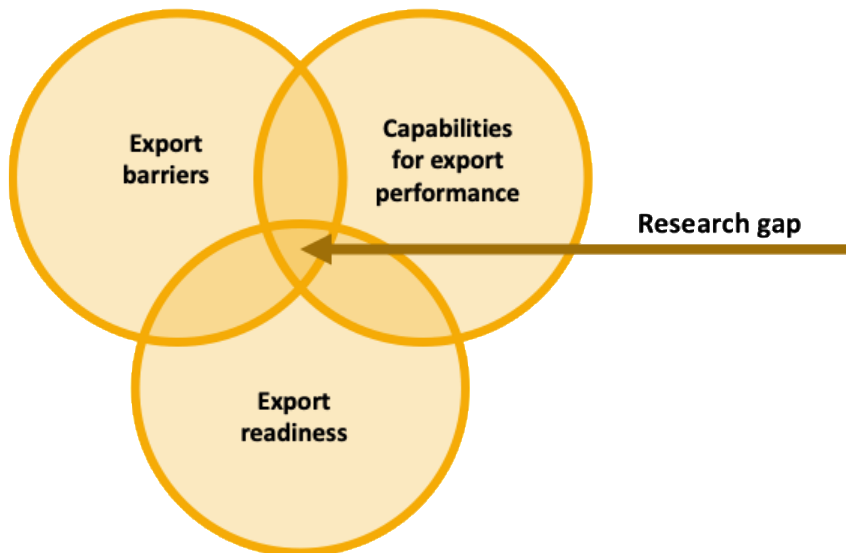 Export
barriers
Capabilities
for export
performance
Research gap
Export
readiness